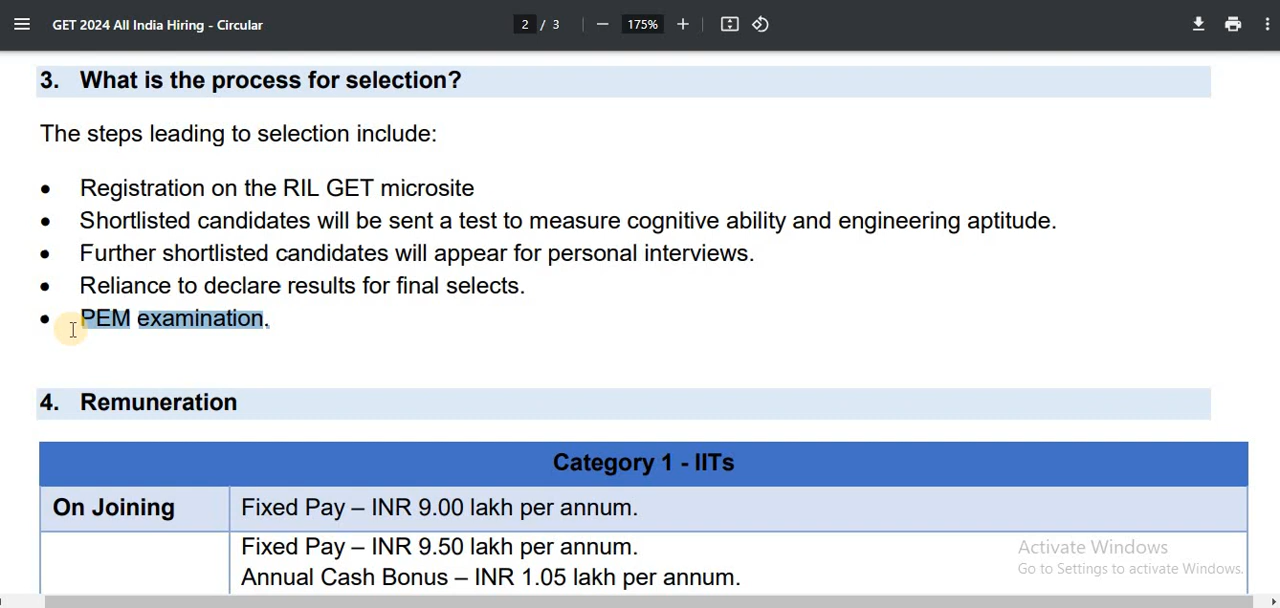 GET 2024 All India Hiring - Circular
2 / 3
175%
3. What is the process for selection?
The steps leading to selection include:
• Registration on the RIL GET microsite
• Shortlisted candidates will be sent a test to measure cognitive ability and engineering aptitude.
• Further shortlisted candidates will appear for personal interviews.
• Reliance to declare results for final selects.
• PEM examination.
4. Remuneration
Category 1 - IITs
On Joining
Fixed Pay – INR 9.00 lakh per annum.
Fixed Pay – INR 9.50 lakh per annum.
Annual Cash Bonus – INR 1.05 lakh per annum.
Activate Windows
Go to Settings to activate Windows.